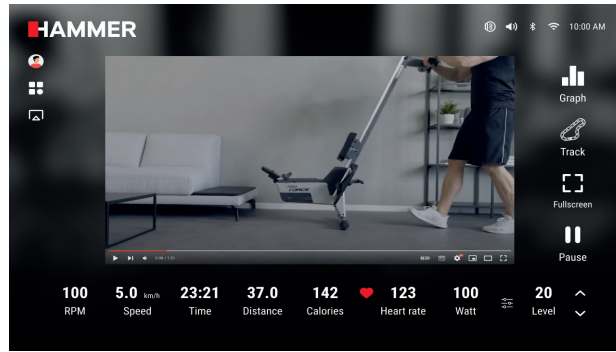 HAMMER
10:00 AM
Graph
Track
Fullscreen
Pause
FORCE
100 5.0 km/h 23:21 37.0 142 123 100 20
RPM Speed Time Distance Calories Heart rate Watt Level